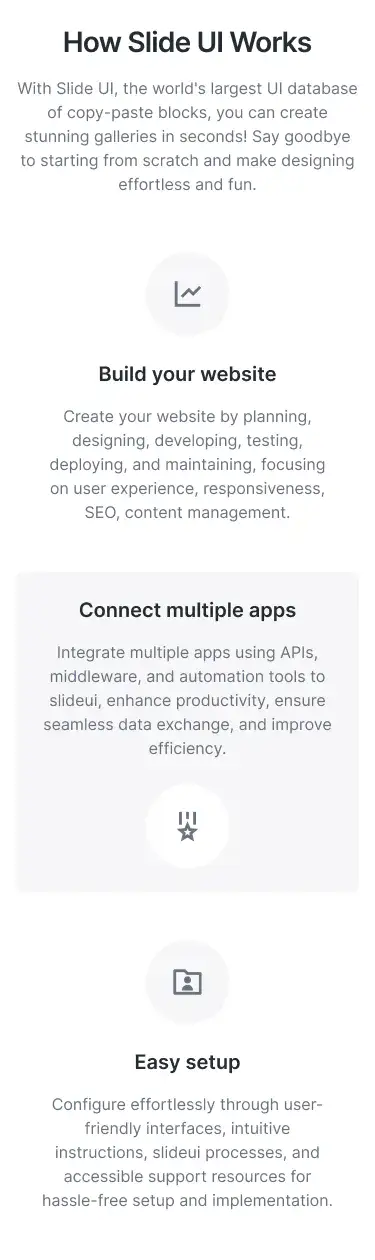 How Slide UI Works
With Slide UI, the world's largest UI database
of copy-paste blocks, you can create
stunning galleries in seconds! Say goodbye
to starting from scratch and make designing
effortless and fun.
Build your website
Create your website by planning,
designing, developing, testing,
deploying, and maintaining, focusing
on user experience, responsiveness,
SEO, content management.
Connect multiple apps
Integrate multiple apps using APIs,
middleware, and automation tools to
slideui, enhance productivity, ensure
seamless data exchange, and improve
efficiency.
Easy setup
Configure effortlessly through user-
friendly interfaces, intuitive
instructions, slideui processes, and
accessible support resources for
hassle-free setup and implementation.